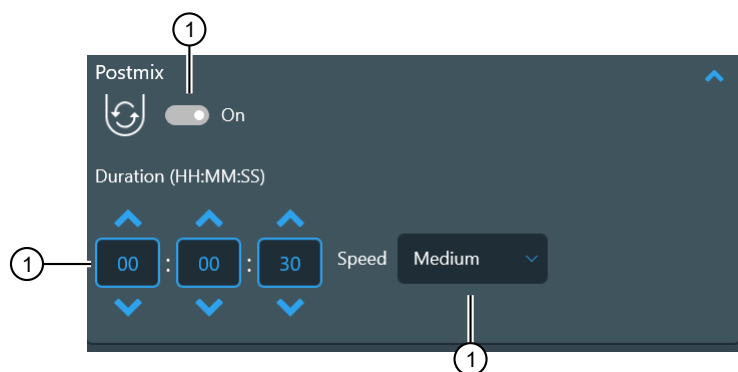 1
Postmix
On
Duration (HH:MM:SS)
1
00 : 00 : 30 Speed Medium
1